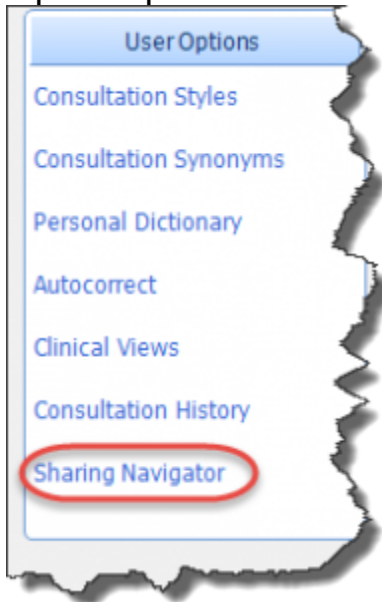 User Options
Consultation Styles
Consultation Synonyms
Personal Dictionary
Autocorrect
Clinical Views
Consultation History
Sharing Navigator